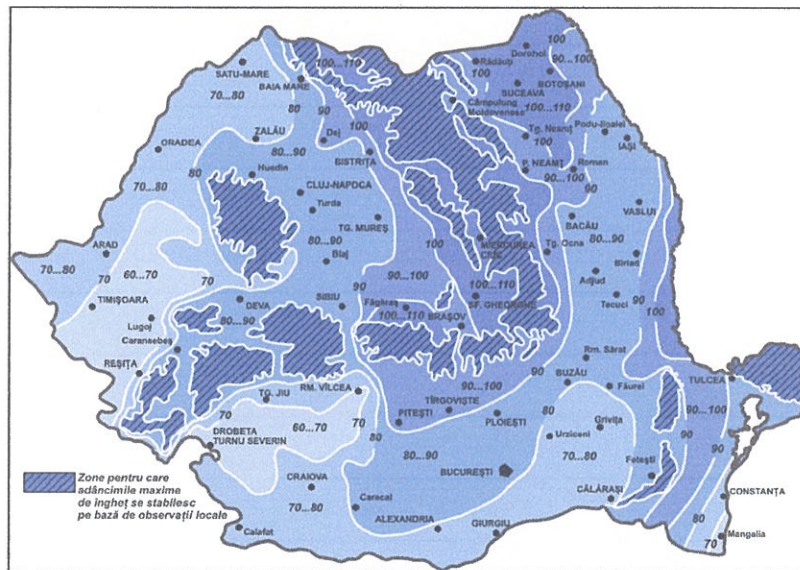 Dorohoi
Rădăuți
100
100...110
SATU-MARE
100
90...100
BOTOȘANI
SUCEAVA
BAIA MARE
70...80
80
90
Câmpulung
Moldovenesc
100...110
100
Tg. Neamț
Podu-Iloaiei
100
IAȘI
ZALĂU
Dej
ORADEA
80...90
BISTRIȚA
P. NEAMȚ
Roman
90...100
80
Huedin
CLUJ-NAPOCA
90
70...80
Turda
VASLUI
TG. MUREȘ
BACĂU
80...90
MIERCUREA
CIUC
Tg. Ocna
80...90
ARAD
Blaj
100
Bîrlad
70...80
60...70
90...100
Adjud
70
70
100...110
90
TIMIȘOARA
DEVA
SIBIU
90
Făgăraș
SF. GHEORGHE
Tecuci
90
100
Lugoj
80...90
100...110
BRAȘOV
Caransebeș
Rm. Sărat
REȘIȚA
90...100
90
BUZĂU
TULCEA
TG. JIU
RM. VÎLCEA
Făurei
TÎRGOVIȘTE
80
90...100
70
60...70
70
PITEȘTI
PLOIEȘTI
Grivița
DROBETA
TURNU SEVERIN
80
Urziceni
90
90
80...90
70...80
BUCUREȘTI
Fetești
Zone pentru care
adâncimile maxime
de îngheț se stabilesc
pe bază de observații locale
CRAIOVA
CĂLĂRAȘI
CONSTANȚA
70...80
Caracal
80
Calafat
ALEXANDRIA
GIURGIU
70
Mangalia